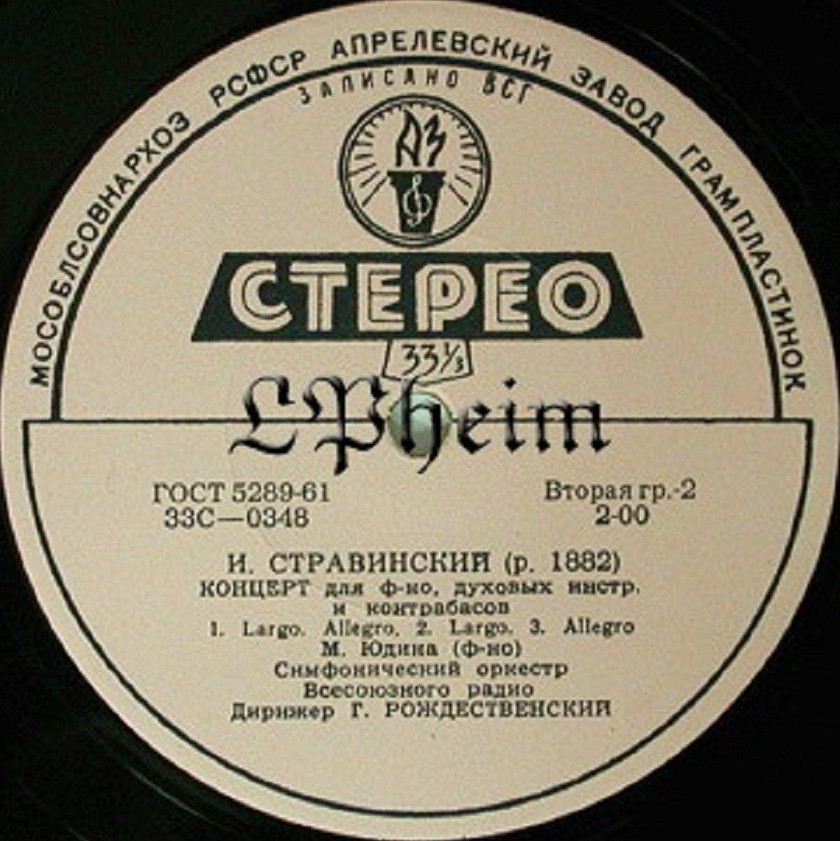 МОСОБЛСОВНАРХОЗ РСФСР АПРЕЛЕВСКИЙ ЗАВОД ГРАМПЛАСТИНОК
ЗАПИСАНО ВСГ
АЗ
СТЕРЕО
33⅓
LPheim
ГОСТ 5289-61 Вторая гр.-2
33С—0348 2-00
И. СТРАВИНСКИЙ (р. 1882)
КОНЦЕРТ для ф-но, духовых инстр.
и контрабасов
1. Largo. Allegro. 2. Largo. 3. Allegro
М. Юдина (ф-но)
Симфонический оркестр
Всесоюзного радио
Дирижер Г. РОЖДЕСТВЕНСКИЙ